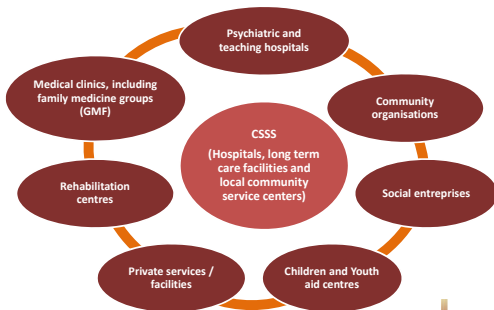 Psychiatric and
teaching hospitals
Medical clinics, including
family medicine groups
(GMF)
Community
organisations
CSSS
(Hospitals, long term
care facilities and
local community
service centers)
Rehabilitation
centres
Social entreprises
Private services /
facilities
Children and Youth
aid centres